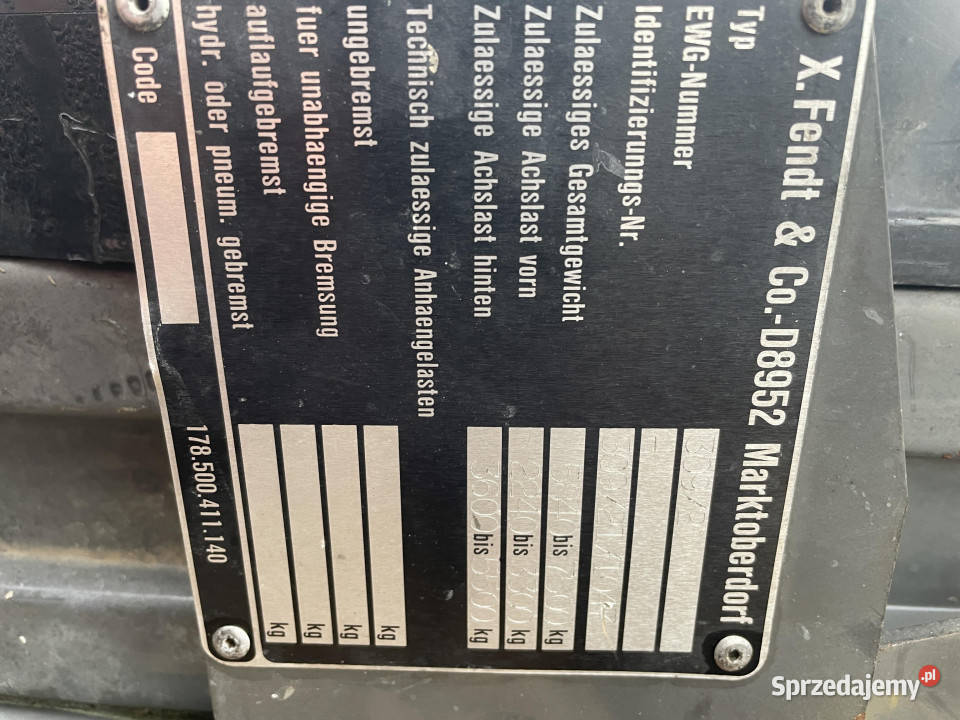 X.Fendt & Co.-D8952 Marktoberdorf
Typ
EWG-Nummer
Identifizierungs-Nr.
Zulaessiges Gesamtgewicht bis kg
Zulaessige Achslast vorn 2240 bis kg
Zulaessige Achslast hinten 3600 bis kg
Technisch zulaessige Anhaengelasten
ungebremst kg
fuer unabhaengige Bremsung kg
auflaufgebremst kg
hydr. oder pneum. gebremst kg
Code
178.500.411.140
Sprzedajemy.pl